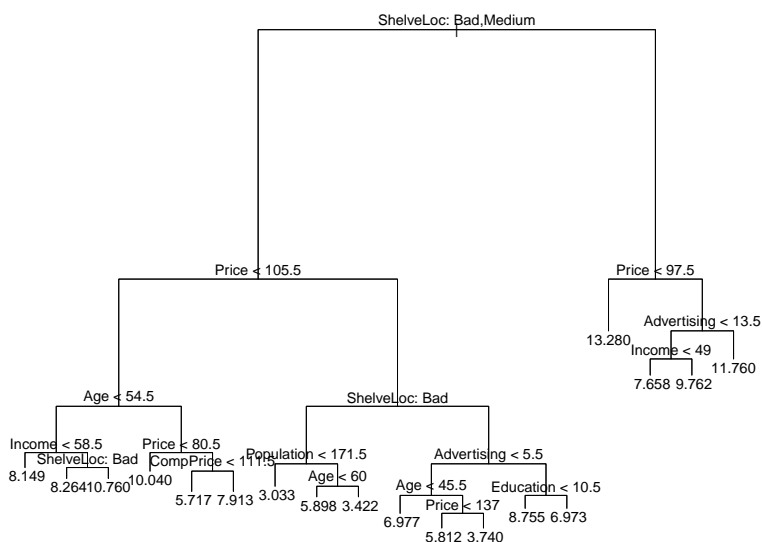 ShelveLoc: Bad,Medium
Price < 105.5
Price < 97.5
Advertising < 13.5
13.280
Income < 49
11.760
7.658 9.762
Age < 54.5
ShelveLoc: Bad
Income < 58.5
Price < 80.5
Population < 171.5
Advertising < 5.5
ShelveLoc: Bad
CompPrice < 111.5
8.149
10.040
Age < 60
Age < 45.5
Education < 10.5
8.264 10.760
5.717 7.913
3.033
5.898 3.422
6.977
Price < 137
8.755 6.973
5.812 3.740